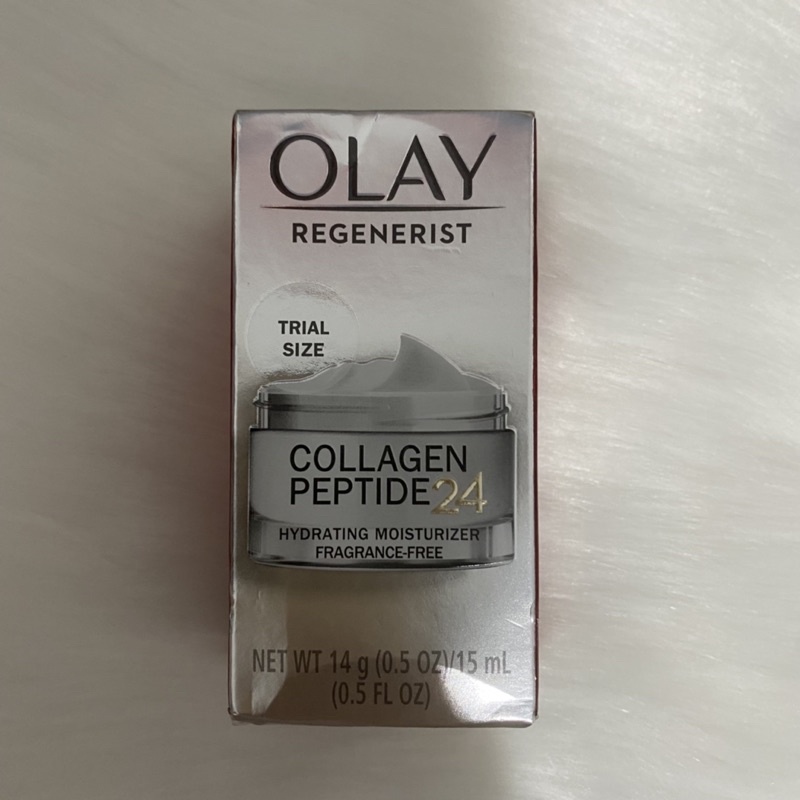 OLAY
REGENERIST
TRIAL
SIZE
COLLAGEN
PEPTIDE24
HYDRATING MOISTURIZER
FRAGRANCE-FREE
NET WT 14 g (0.5 OZ)/15 mL
(0.5 FL OZ)